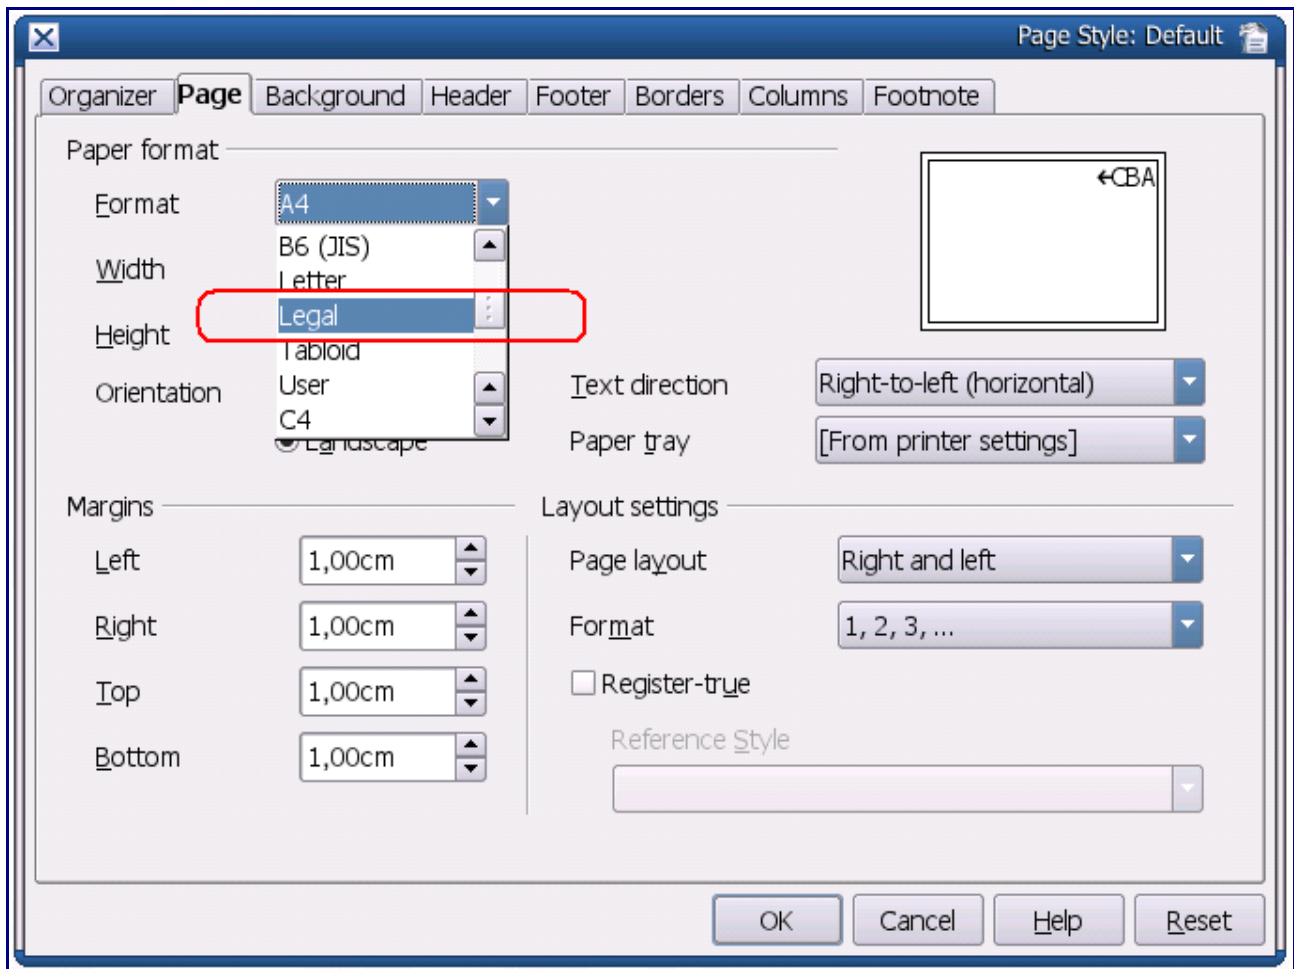 Page Style: Default
Organizer Page Background Header Footer Borders Columns Footnote
Paper format
Format A4
B6 (JIS)
Width
Letter
Legal
Height
Tabloid
Orientation
User
C4
Landscape
←CBA
Text direction Right-to-left (horizontal)
Paper tray [From printer settings]
Margins
Left 1,00cm
Right 1,00cm
Top 1,00cm
Bottom 1,00cm
Layout settings
Page layout Right and left
Format 1, 2, 3, ...
Register-true
Reference Style
OK Cancel Help Reset